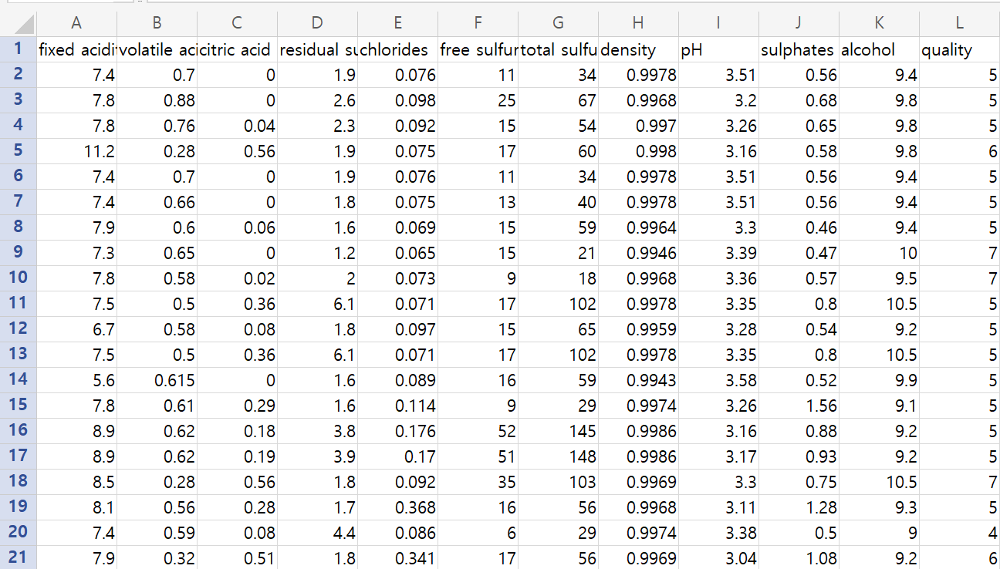 A B C D E F G H I J K L
1 fixed acidi volatile aci citric acid residual su chlorides free sulfur total sulfu density pH sulphates alcohol quality
2 7.4 0.7 0 1.9 0.076 11 34 0.9978 3.51 0.56 9.4 5
3 7.8 0.88 0 2.6 0.098 25 67 0.9968 3.2 0.68 9.8 5
4 7.8 0.76 0.04 2.3 0.092 15 54 0.997 3.26 0.65 9.8 5
5 11.2 0.28 0.56 1.9 0.075 17 60 0.998 3.16 0.58 9.8 6
6 7.4 0.7 0 1.9 0.076 11 34 0.9978 3.51 0.56 9.4 5
7 7.4 0.66 0 1.8 0.075 13 40 0.9978 3.51 0.56 9.4 5
8 7.9 0.6 0.06 1.6 0.069 15 59 0.9964 3.3 0.46 9.4 5
9 7.3 0.65 0 1.2 0.065 15 21 0.9946 3.39 0.47 10 7
10 7.8 0.58 0.02 2 0.073 9 18 0.9968 3.36 0.57 9.5 7
11 7.5 0.5 0.36 6.1 0.071 17 102 0.9978 3.35 0.8 10.5 5
12 6.7 0.58 0.08 1.8 0.097 15 65 0.9959 3.28 0.54 9.2 5
13 7.5 0.5 0.36 6.1 0.071 17 102 0.9978 3.35 0.8 10.5 5
14 5.6 0.615 0 1.6 0.089 16 59 0.9943 3.58 0.52 9.9 5
15 7.8 0.61 0.29 1.6 0.114 9 29 0.9974 3.26 1.56 9.1 5
16 8.9 0.62 0.18 3.8 0.176 52 145 0.9986 3.16 0.88 9.2 5
17 8.9 0.62 0.19 3.9 0.17 51 148 0.9986 3.17 0.93 9.2 5
18 8.5 0.28 0.56 1.8 0.092 35 103 0.9969 3.3 0.75 10.5 7
19 8.1 0.56 0.28 1.7 0.368 16 56 0.9968 3.11 1.28 9.3 5
20 7.4 0.59 0.08 4.4 0.086 6 29 0.9974 3.38 0.5 9 4
21 7.9 0.32 0.51 1.8 0.341 17 56 0.9969 3.04 1.08 9.2 6